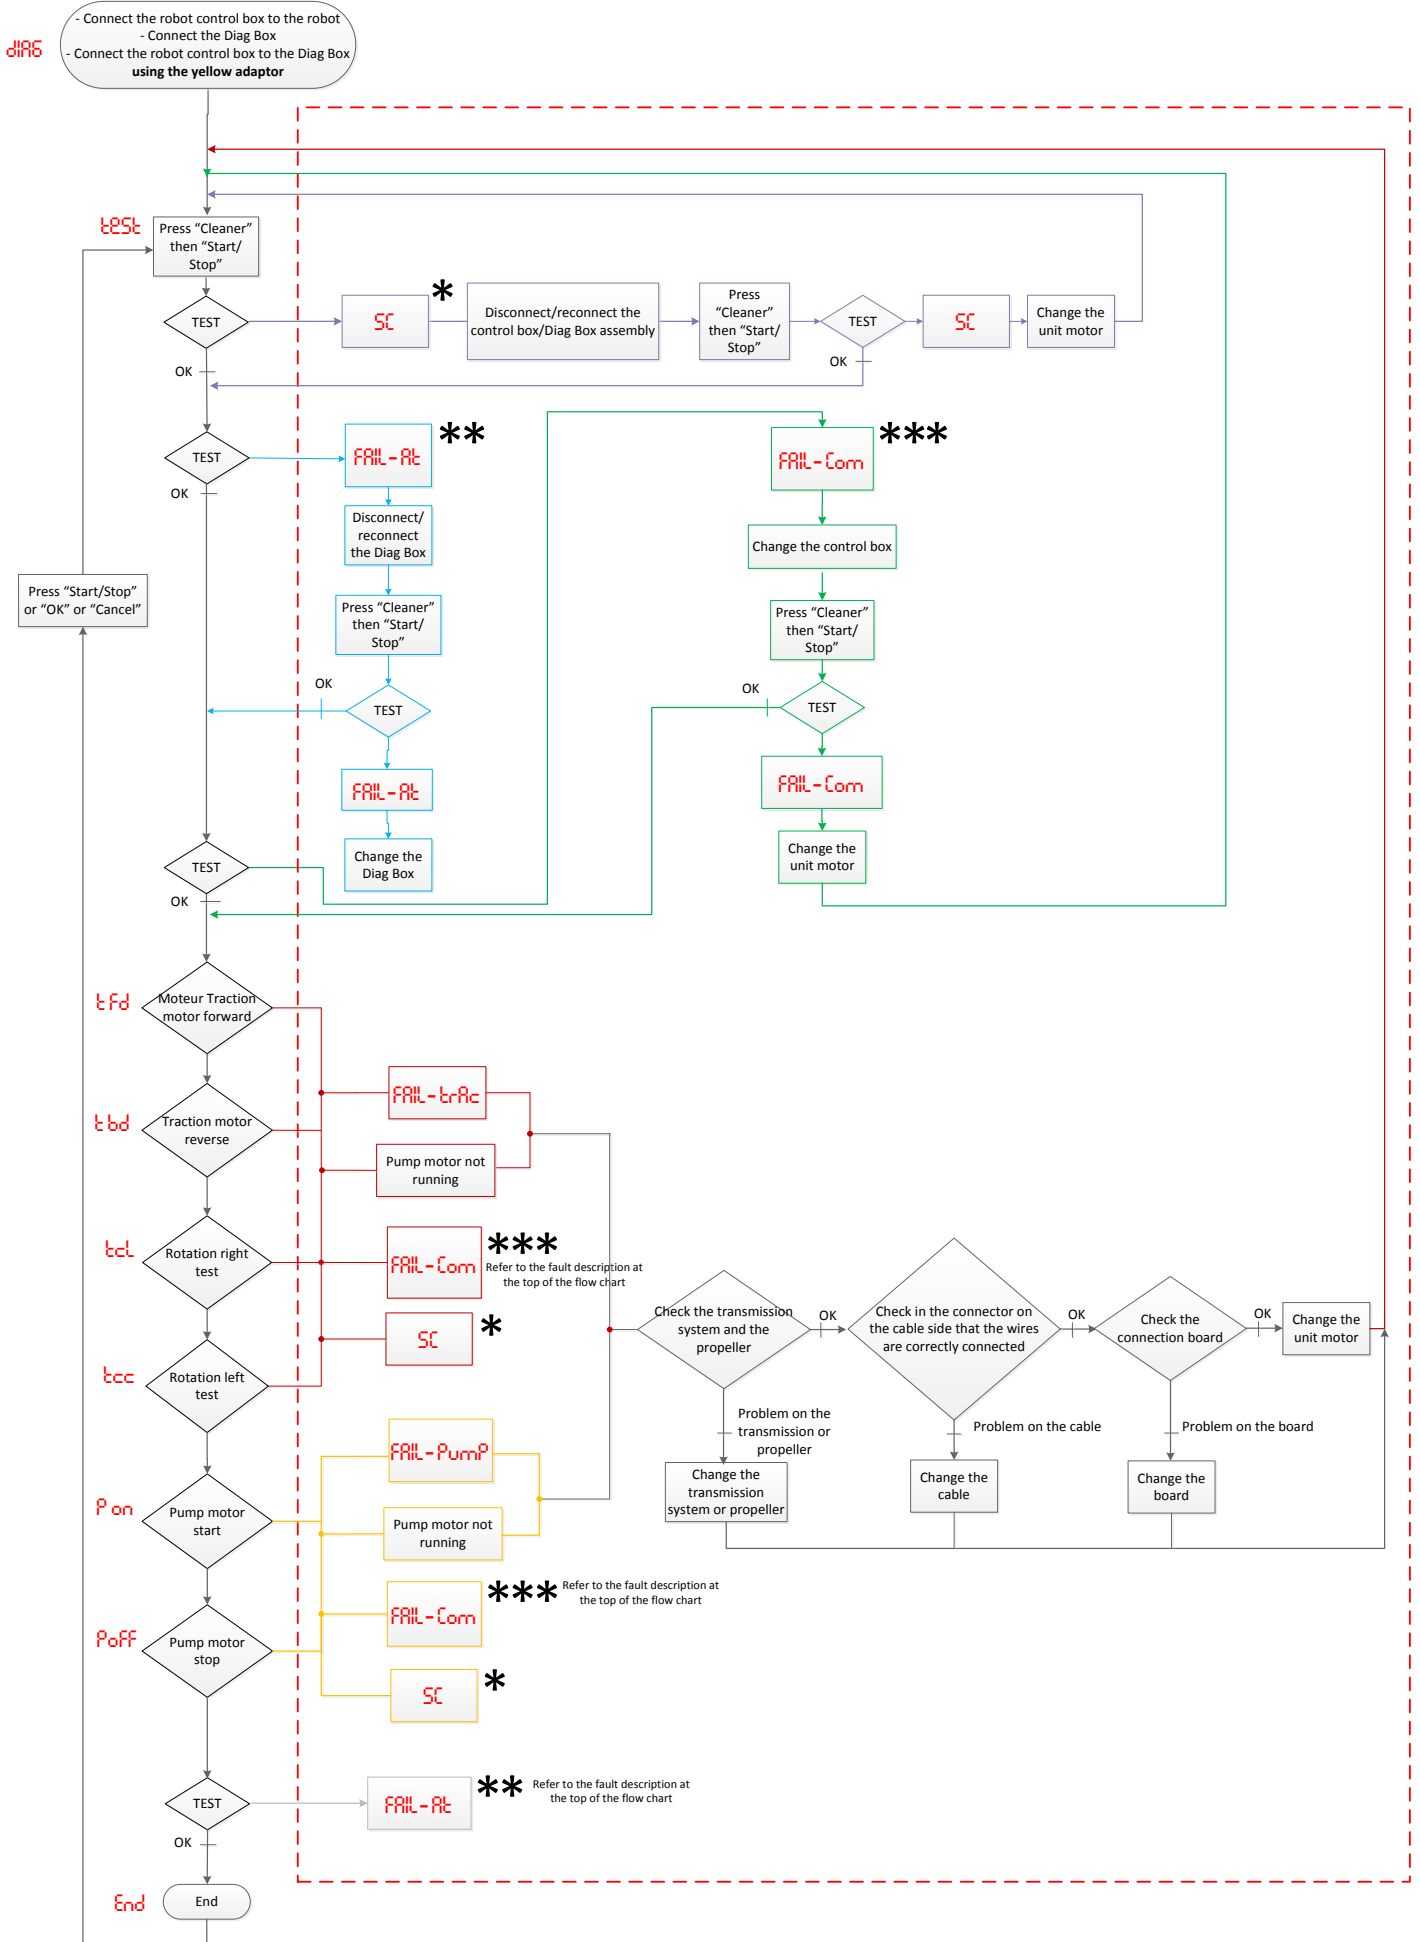 - Connect the robot control box to the robot
- Connect the Diag Box
- Connect the robot control box to the Diag Box
using the yellow adaptor
dIAG
test
Press “Cleaner”
then “Start/
Stop”
TEST
OK
SC
*
Disconnect/reconnect the
control box/Diag Box assembly
Press
“Cleaner”
then “Start/
Stop”
TEST
OK
SC
Change the
unit motor
TEST
OK
FAIL-At
**
Disconnect/
reconnect
the Diag Box
Press “Cleaner”
then “Start/
Stop”
OK
TEST
FAIL-At
Change the
Diag Box
FAIL-Com
***
Change the control box
Press “Cleaner”
then “Start/
Stop”
OK
TEST
FAIL-Com
Change the
unit motor
Press “Start/Stop”
or “OK” or “Cancel”
TEST
OK
tFd
Moteur Traction
motor forward
tbd
Traction motor
reverse
FAIL-trAc
Pump motor not
running
tcL
Rotation right
test
FAIL-Com
***
Refer to the fault description at
the top of the flow chart
SC
*
tcc
Rotation left
test
Check the transmission
system and the
propeller
OK
Check in the connector on
the cable side that the wires
are correctly connected
OK
Check the
connection board
OK
Change the
unit motor
Problem on the
transmission or
propeller
Problem on the cable
Problem on the board
Change the
transmission
system or propeller
Change the
cable
Change the
board
P on
Pump motor
start
FAIL-PumP
Pump motor not
running
FAIL-Com
***
Refer to the fault description at
the top of the flow chart
PoFF
Pump motor
stop
SC
*
TEST
OK
FAIL-At
**
Refer to the fault description at
the top of the flow chart
End
End